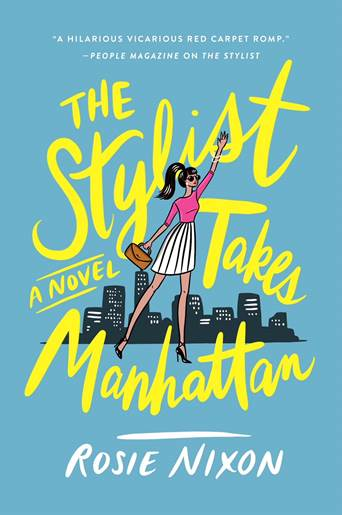 "A HILARIOUS VICARIOUS RED CARPET ROMP."
—PEOPLE MAGAZINE ON THE STYLIST
THE
Stylist
A NOVEL
Takes
Manhattan
ROSIE NIXON